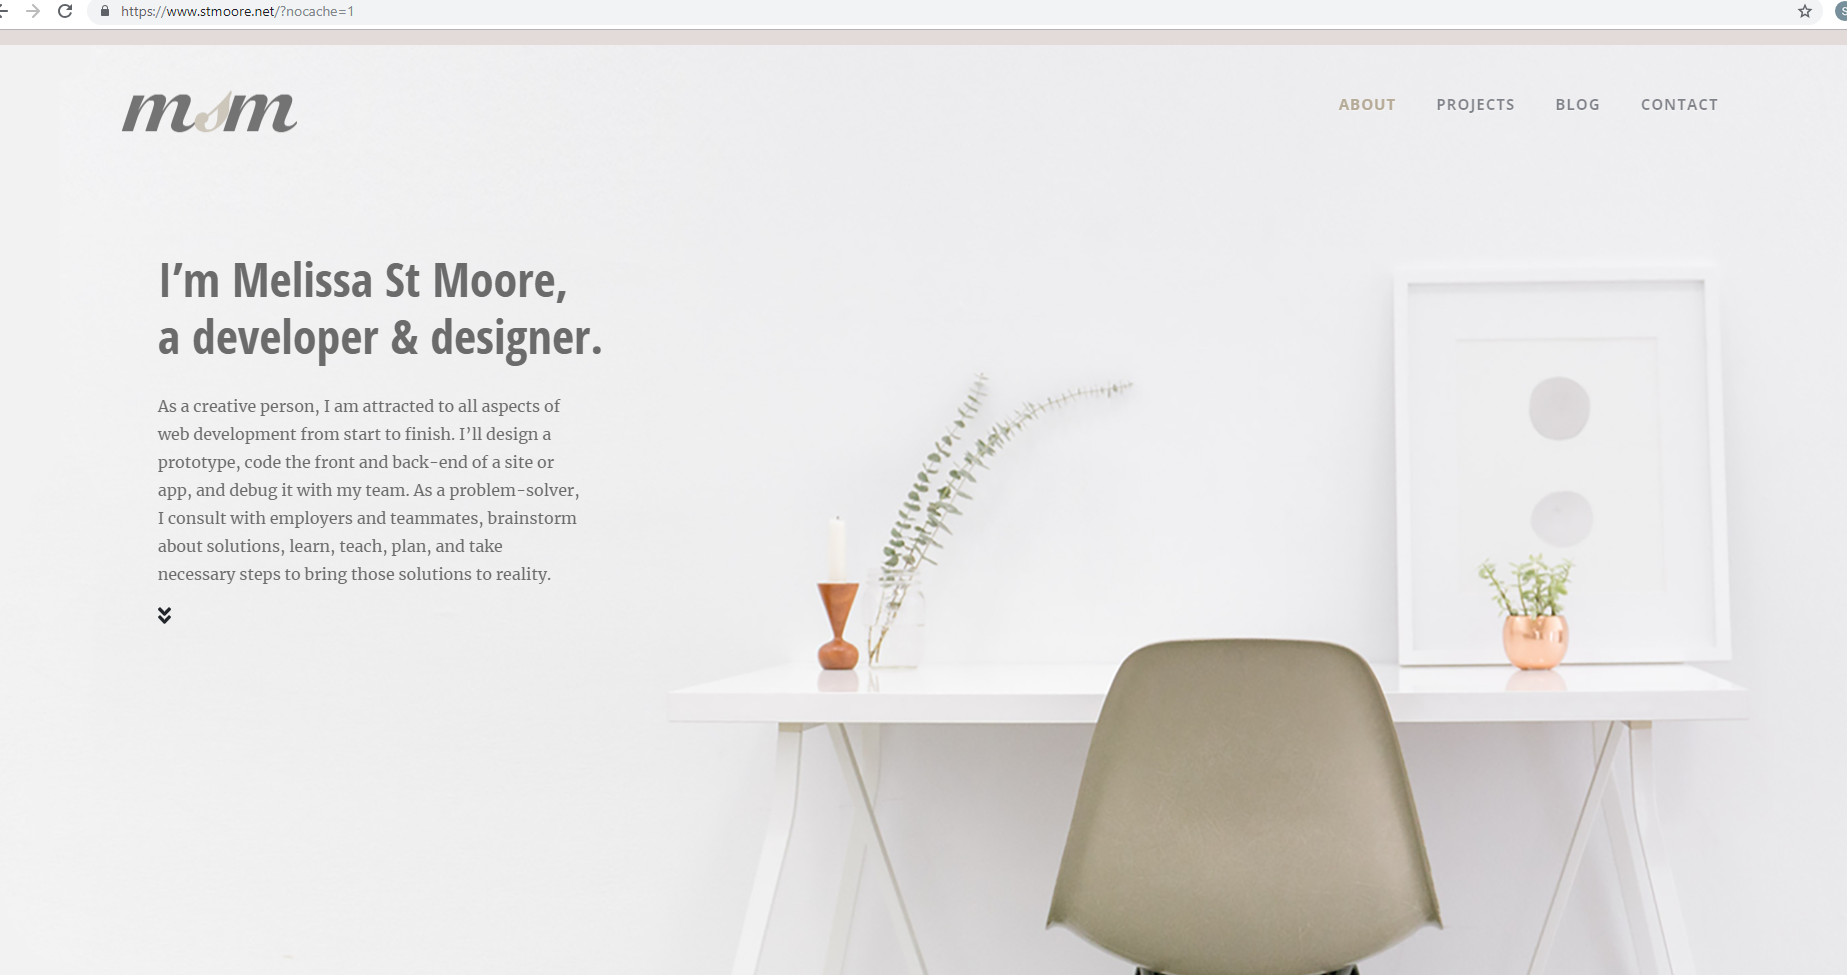 https://www.stmoore.net/?nocache=1
msm
ABOUT PROJECTS BLOG CONTACT
I’m Melissa St Moore,
a developer & designer.
As a creative person, I am attracted to all aspects of
web development from start to finish. I’ll design a
prototype, code the front and back-end of a site or
app, and debug it with my team. As a problem-solver,
I consult with employers and teammates, brainstorm
about solutions, learn, teach, plan, and take
necessary steps to bring those solutions to reality.